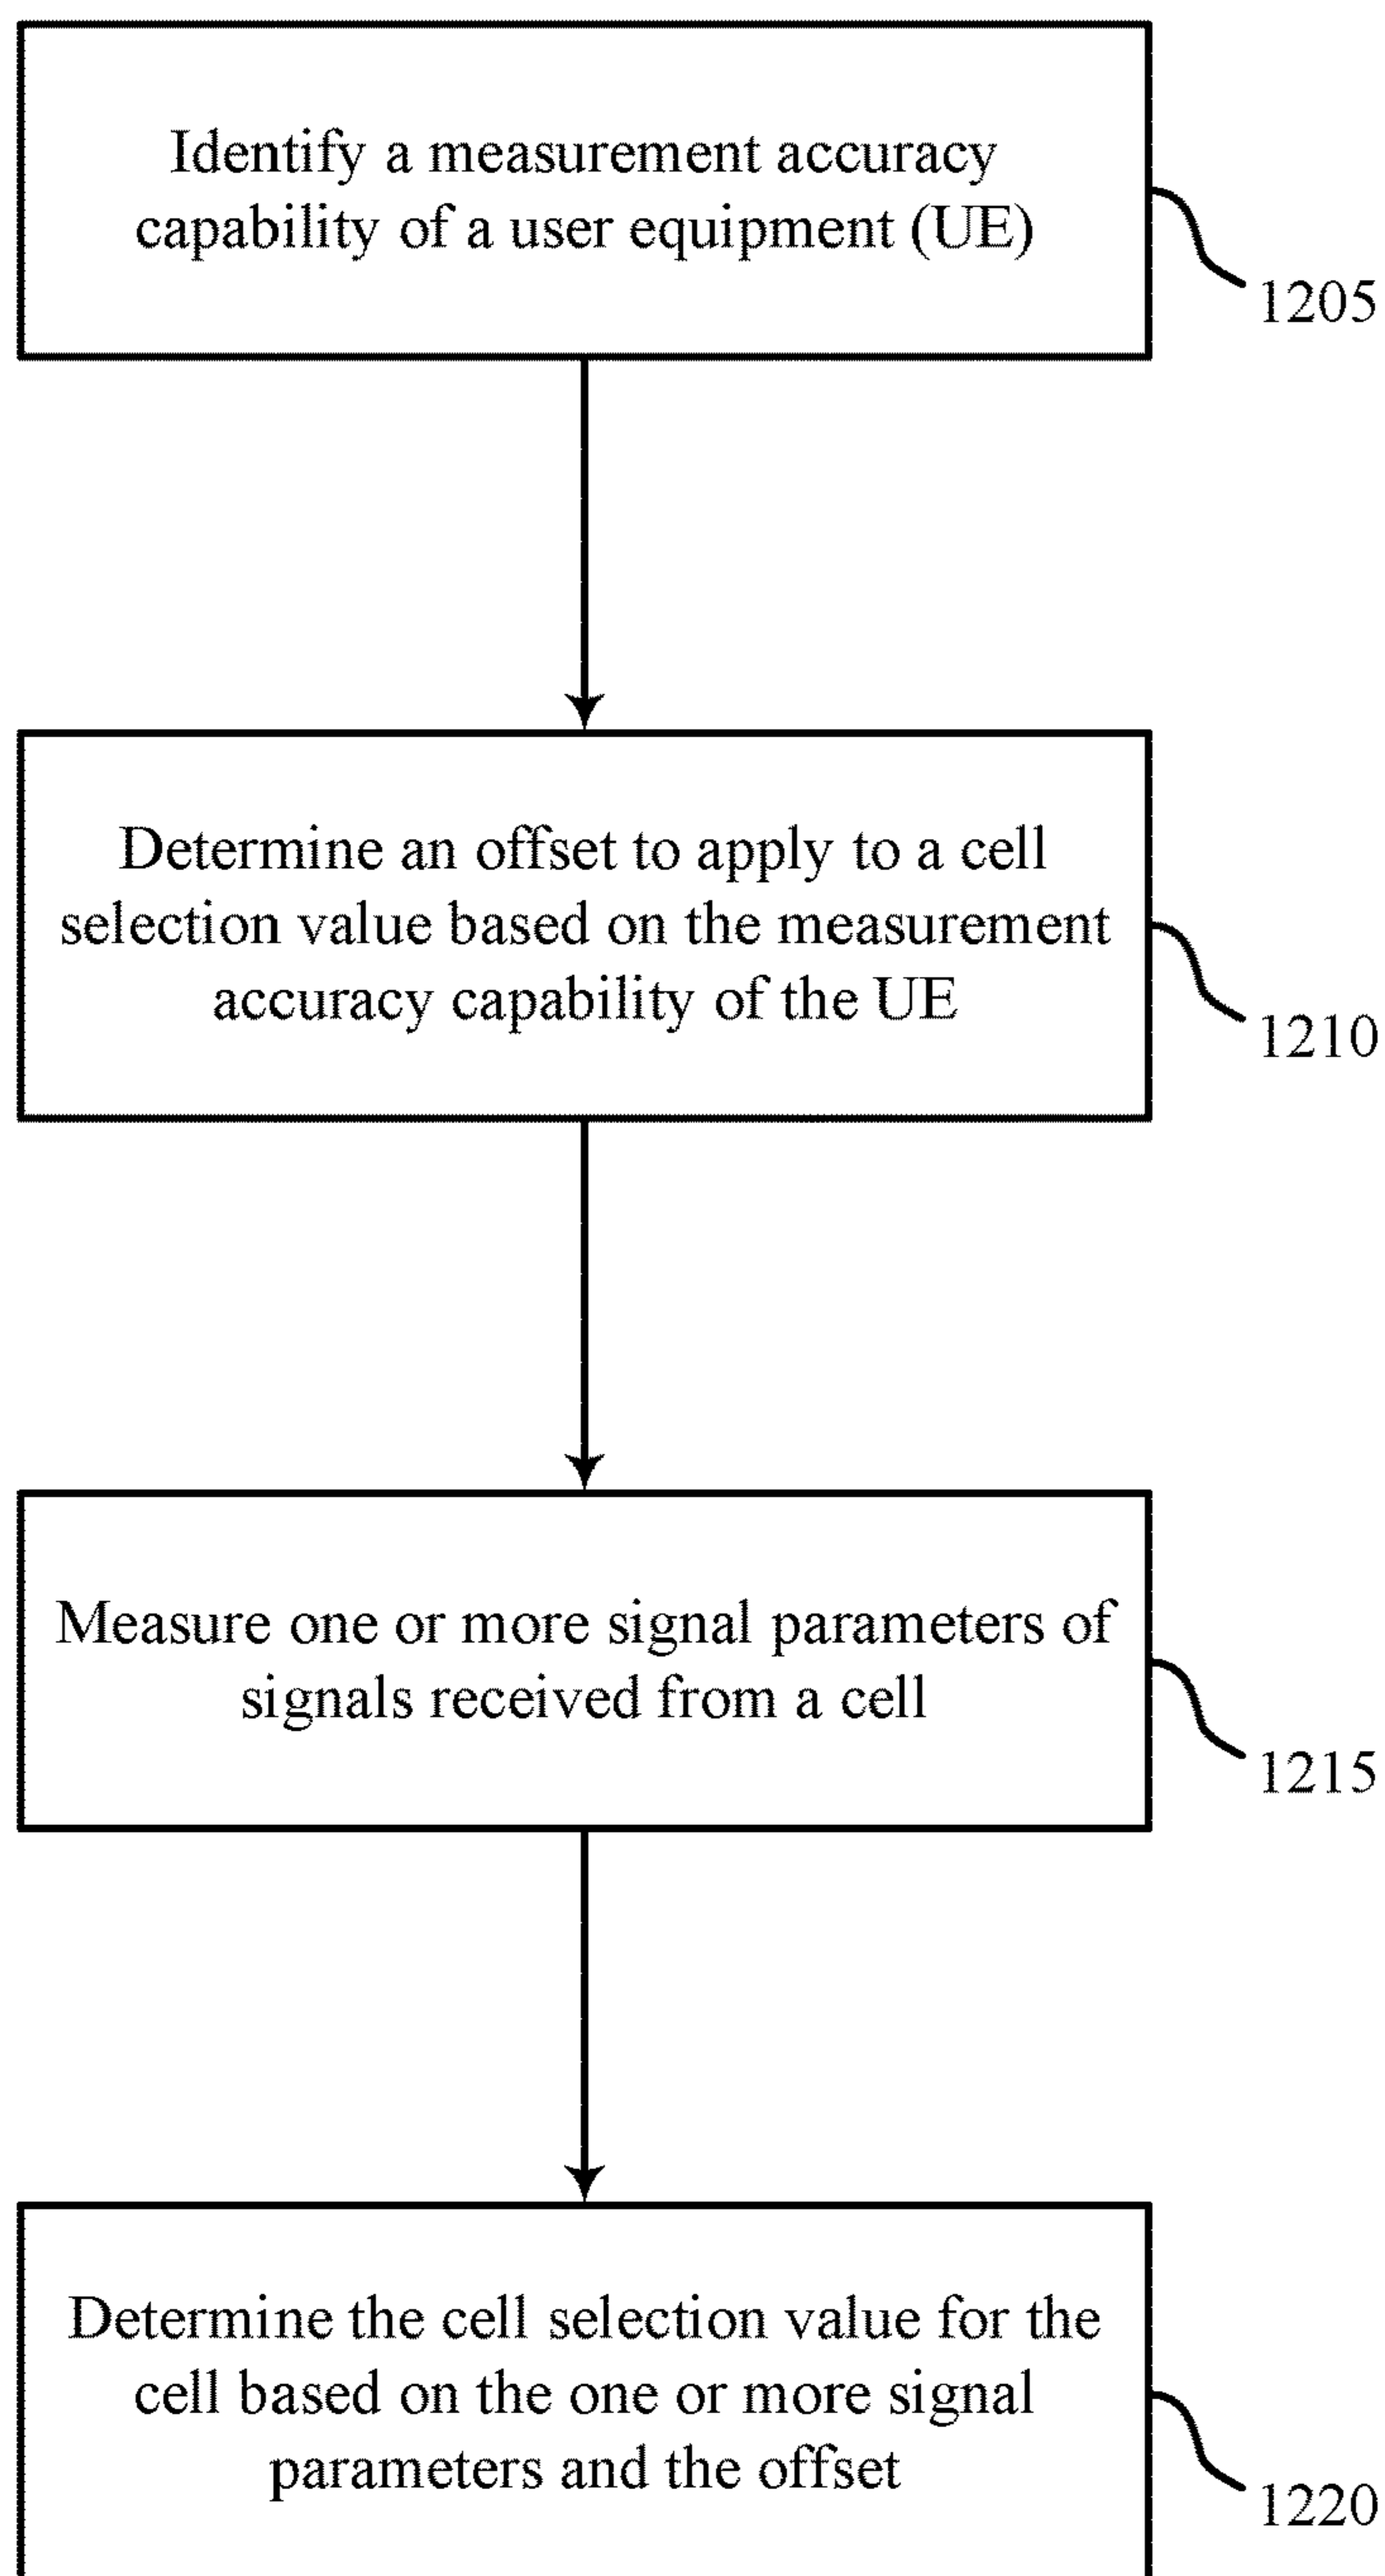 Identify a measurement accuracy
capability of a user equipment (UE)
1205
Determine an offset to apply to a cell
selection value based on the measurement
accuracy capability of the UE
1210
Measure one or more signal parameters of
signals received from a cell
1215
Determine the cell selection value for the
cell based on the one or more signal
parameters and the offset
1220